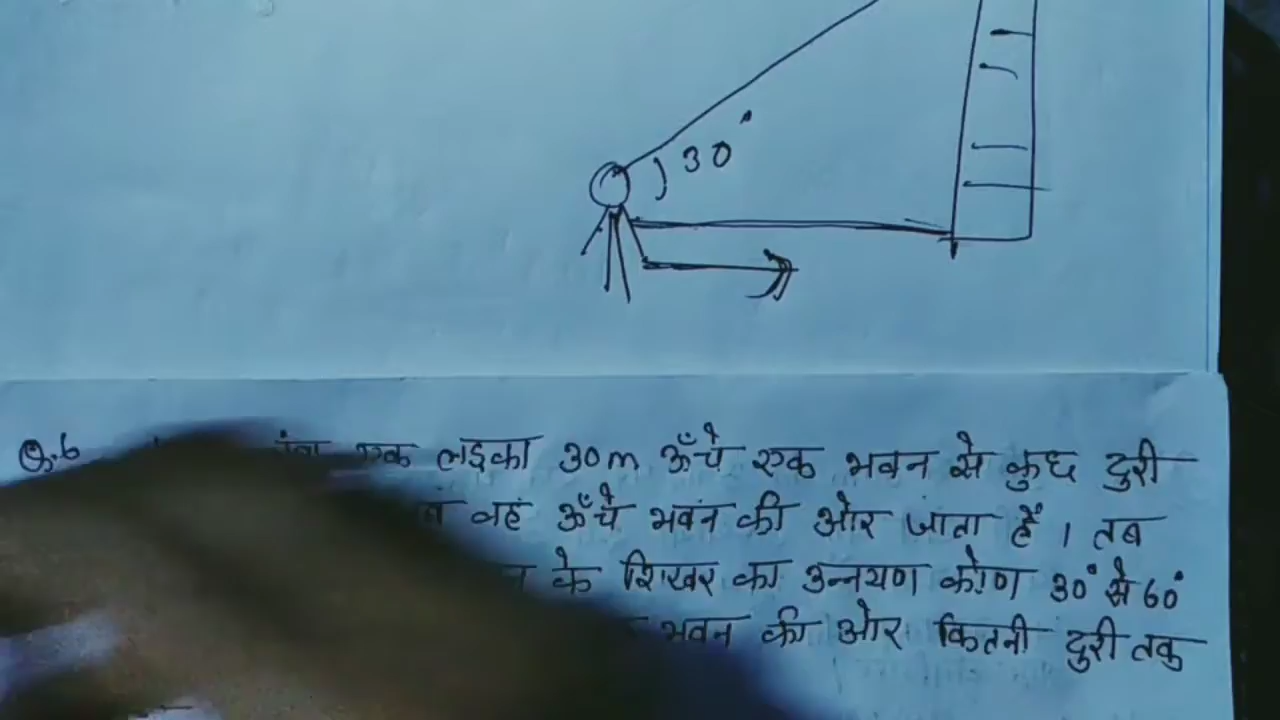 30°
Q.6 एक लड़का 30m ऊँचे एक भवन से कुछ दुरी
वहं ऊँचे भवंन की ओर जाता हैं । तब
के शिखर का उन्नयण कोण 30° से 60°
भवन की ओर कितनी दुरी तक